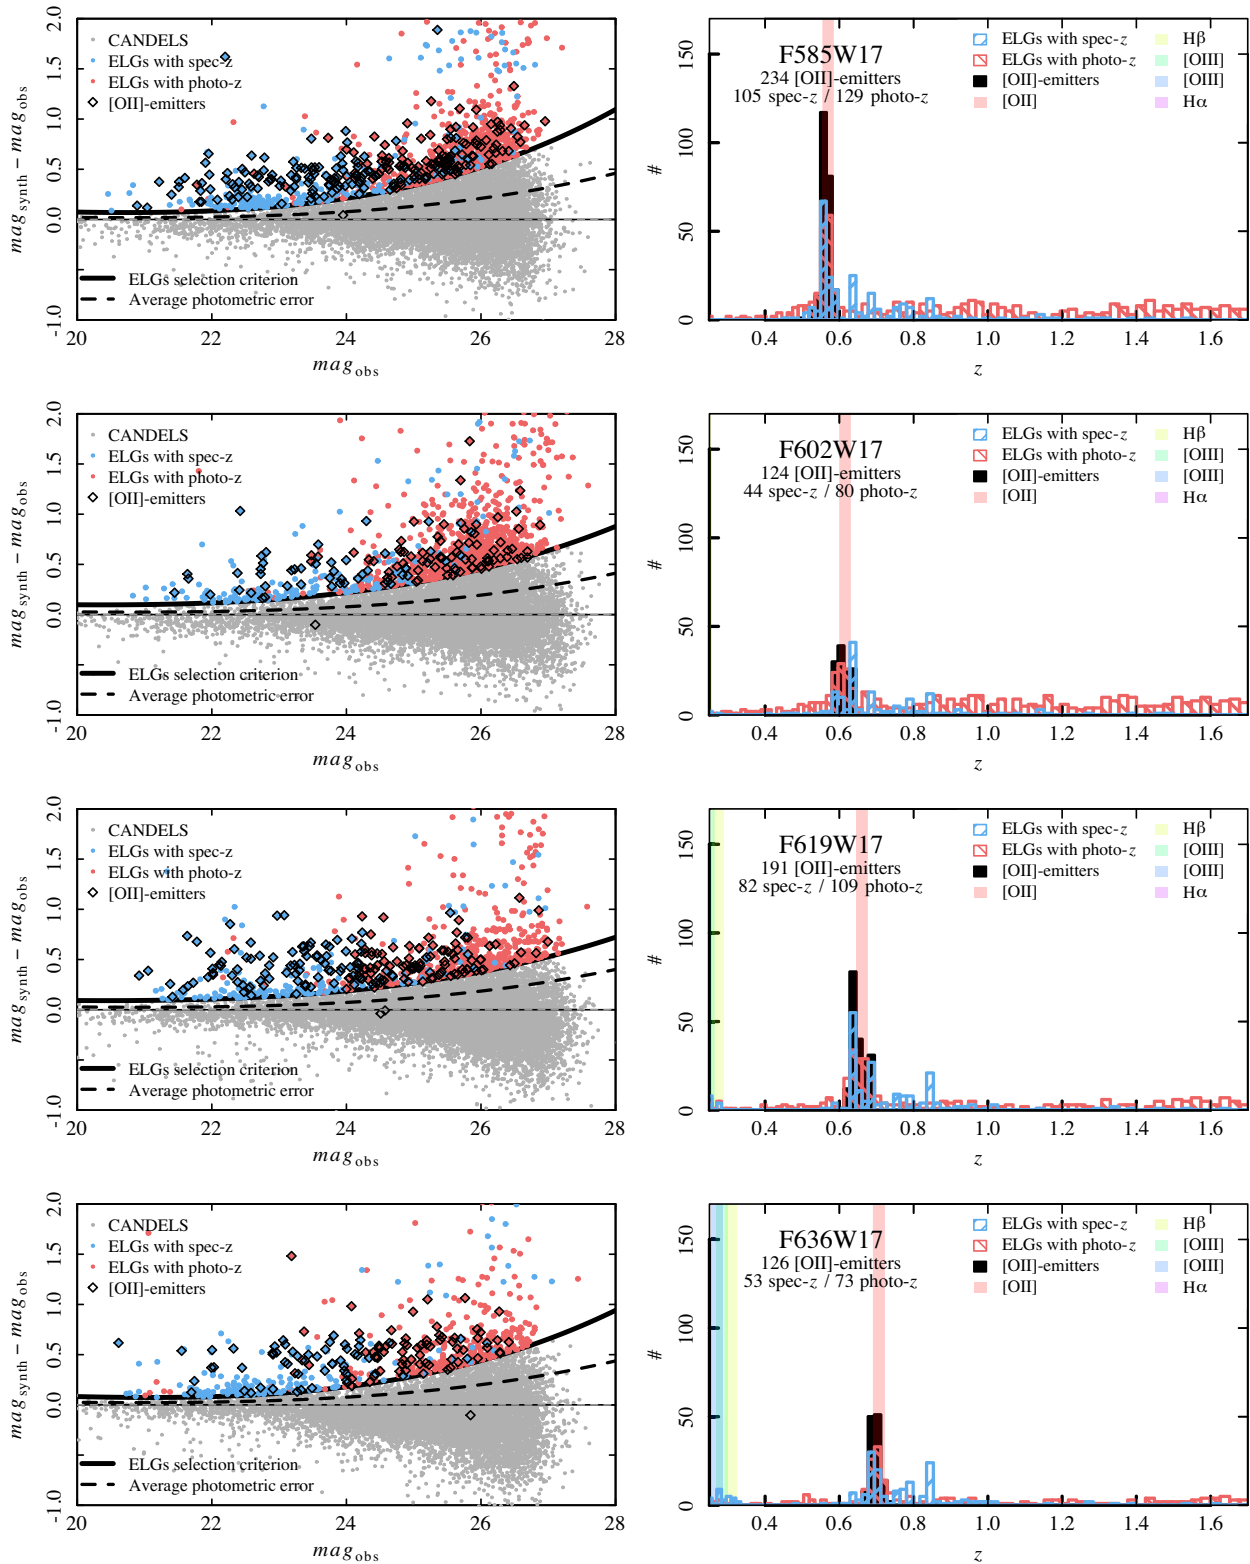 CANDELS
ELGs with spec-z
ELGs with photo-z
[OII]-emitters
ELGs selection criterion
Average photometric error
-1.0 0.0 0.5 1.0 1.5 2.0
mag_synth − mag_obs
20 22 24 26 28
mag_obs
F585W17
234 [OII]-emitters
105 spec-z / 129 photo-z
ELGs with spec-z
ELGs with photo-z
[OII]-emitters
[OII]
Hβ
[OIII]
[OIII]
Hα
0 50 100 150
#
0.4 0.6 0.8 1.0 1.2 1.4 1.6
z
CANDELS
ELGs with spec-z
ELGs with photo-z
[OII]-emitters
ELGs selection criterion
Average photometric error
-1.0 0.0 0.5 1.0 1.5 2.0
mag_synth − mag_obs
20 22 24 26 28
mag_obs
F602W17
124 [OII]-emitters
44 spec-z / 80 photo-z
ELGs with spec-z
ELGs with photo-z
[OII]-emitters
[OII]
Hβ
[OIII]
[OIII]
Hα
0 50 100 150
#
0.4 0.6 0.8 1.0 1.2 1.4 1.6
z
CANDELS
ELGs with spec-z
ELGs with photo-z
[OII]-emitters
ELGs selection criterion
Average photometric error
-1.0 0.0 0.5 1.0 1.5 2.0
mag_synth − mag_obs
20 22 24 26 28
mag_obs
F619W17
191 [OII]-emitters
82 spec-z / 109 photo-z
ELGs with spec-z
ELGs with photo-z
[OII]-emitters
[OII]
Hβ
[OIII]
[OIII]
Hα
0 50 100 150
#
0.4 0.6 0.8 1.0 1.2 1.4 1.6
z
CANDELS
ELGs with spec-z
ELGs with photo-z
[OII]-emitters
ELGs selection criterion
Average photometric error
-1.0 0.0 0.5 1.0 1.5 2.0
mag_synth − mag_obs
20 22 24 26 28
mag_obs
F636W17
126 [OII]-emitters
53 spec-z / 73 photo-z
ELGs with spec-z
ELGs with photo-z
[OII]-emitters
[OII]
Hβ
[OIII]
[OIII]
Hα
0 50 100 150
#
0.4 0.6 0.8 1.0 1.2 1.4 1.6
z